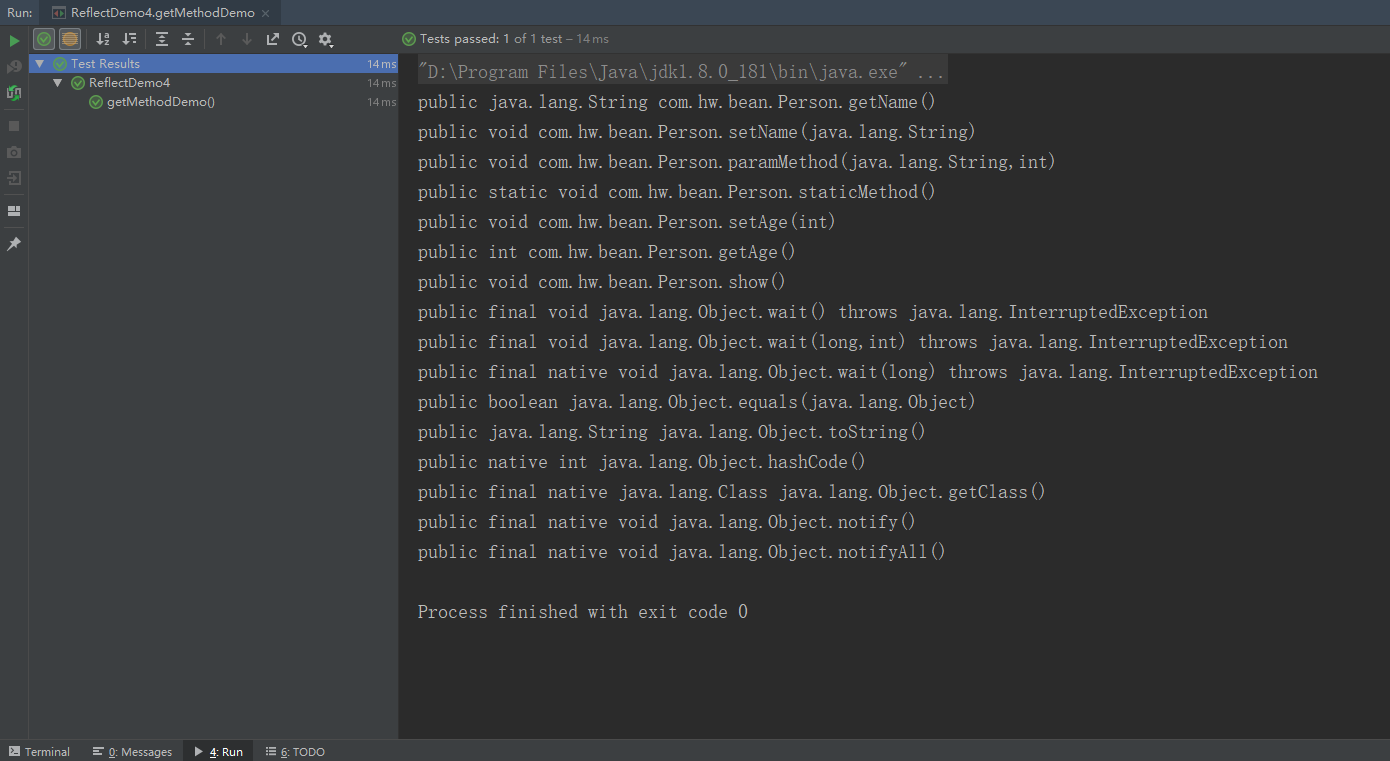 Run: ReflectDemo4.getMethodDemo ×
Tests passed: 1 of 1 test – 14 ms
Test Results 14 ms
ReflectDemo4 14 ms
getMethodDemo() 14 ms
"D:\Program Files\Java\jdk1.8.0_181\bin\java.exe" ...
public java.lang.String com.hw.bean.Person.getName()
public void com.hw.bean.Person.setName(java.lang.String)
public void com.hw.bean.Person.paramMethod(java.lang.String,int)
public static void com.hw.bean.Person.staticMethod()
public void com.hw.bean.Person.setAge(int)
public int com.hw.bean.Person.getAge()
public void com.hw.bean.Person.show()
public final void java.lang.Object.wait() throws java.lang.InterruptedException
public final void java.lang.Object.wait(long,int) throws java.lang.InterruptedException
public final native void java.lang.Object.wait(long) throws java.lang.InterruptedException
public boolean java.lang.Object.equals(java.lang.Object)
public java.lang.String java.lang.Object.toString()
public native int java.lang.Object.hashCode()
public final native java.lang.Class java.lang.Object.getClass()
public final native void java.lang.Object.notify()
public final native void java.lang.Object.notifyAll()
Process finished with exit code 0
Terminal 0: Messages 4: Run 6: TODO